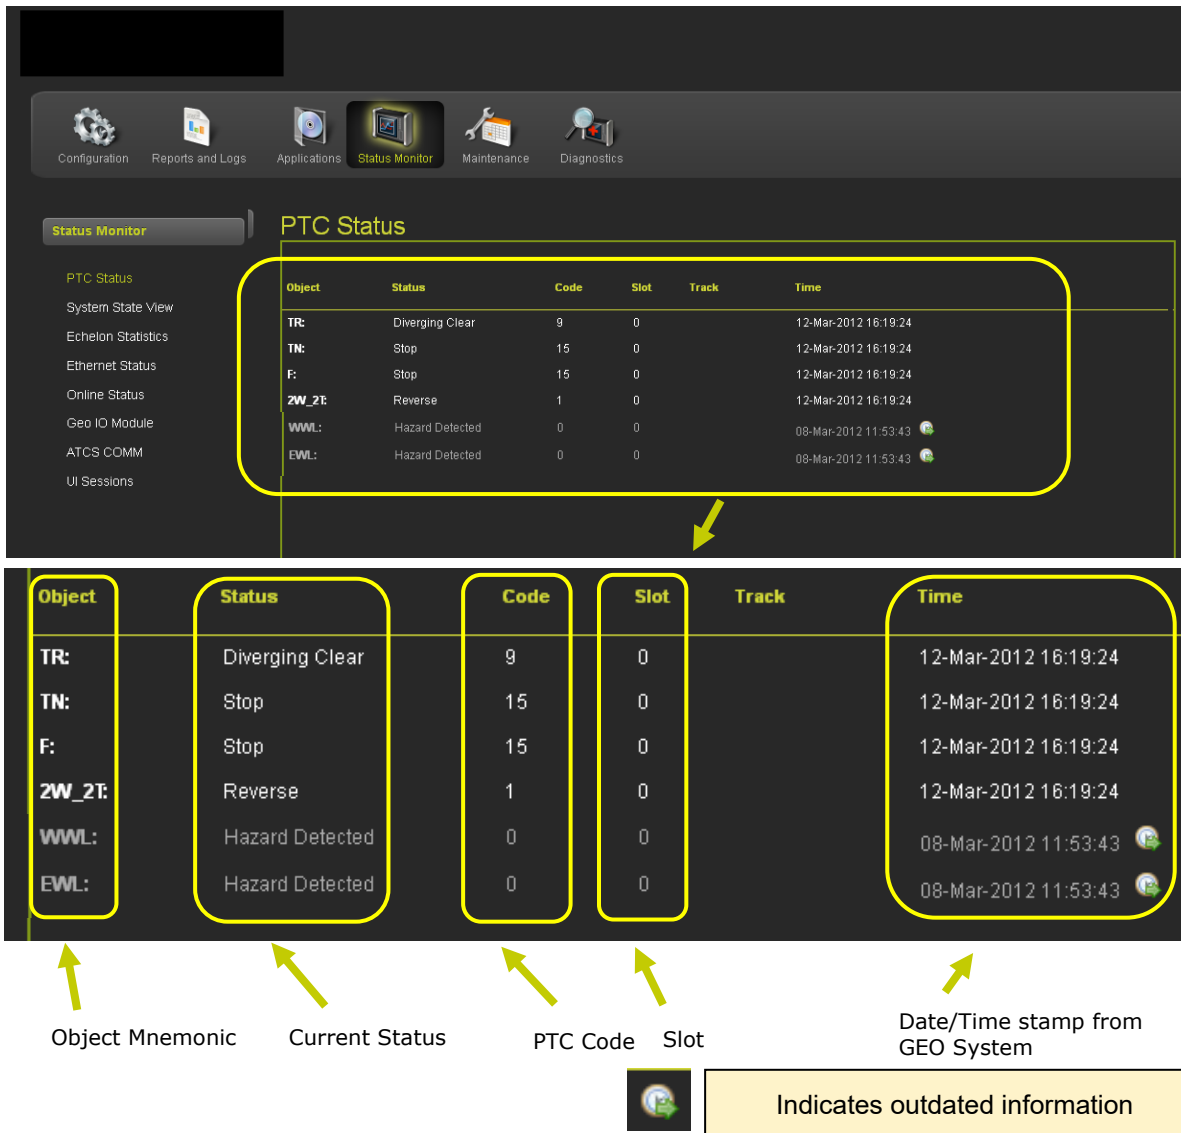 Configuration Reports and Logs Applications Status Monitor Maintenance Diagnostics
Status Monitor
PTC Status
System State View
Echelon Statistics
Ethernet Status
Online Status
Geo IO Module
ATCS COMM
UI Sessions
PTC Status
Object Status Code Slot Track Time
TR: Diverging Clear 9 0 12-Mar-2012 16:19:24
TN: Stop 15 0 12-Mar-2012 16:19:24
F: Stop 15 0 12-Mar-2012 16:19:24
2W_2T: Reverse 1 0 12-Mar-2012 16:19:24
WWL: Hazard Detected 0 0 08-Mar-2012 11:53:43
EWL: Hazard Detected 0 0 08-Mar-2012 11:53:43
Object Status Code Slot Track Time
TR: Diverging Clear 9 0 12-Mar-2012 16:19:24
TN: Stop 15 0 12-Mar-2012 16:19:24
F: Stop 15 0 12-Mar-2012 16:19:24
2W_2T: Reverse 1 0 12-Mar-2012 16:19:24
WWL: Hazard Detected 0 0 08-Mar-2012 11:53:43
EWL: Hazard Detected 0 0 08-Mar-2012 11:53:43
Object Mnemonic Current Status PTC Code Slot
Date/Time stamp from
GEO System
Indicates outdated information